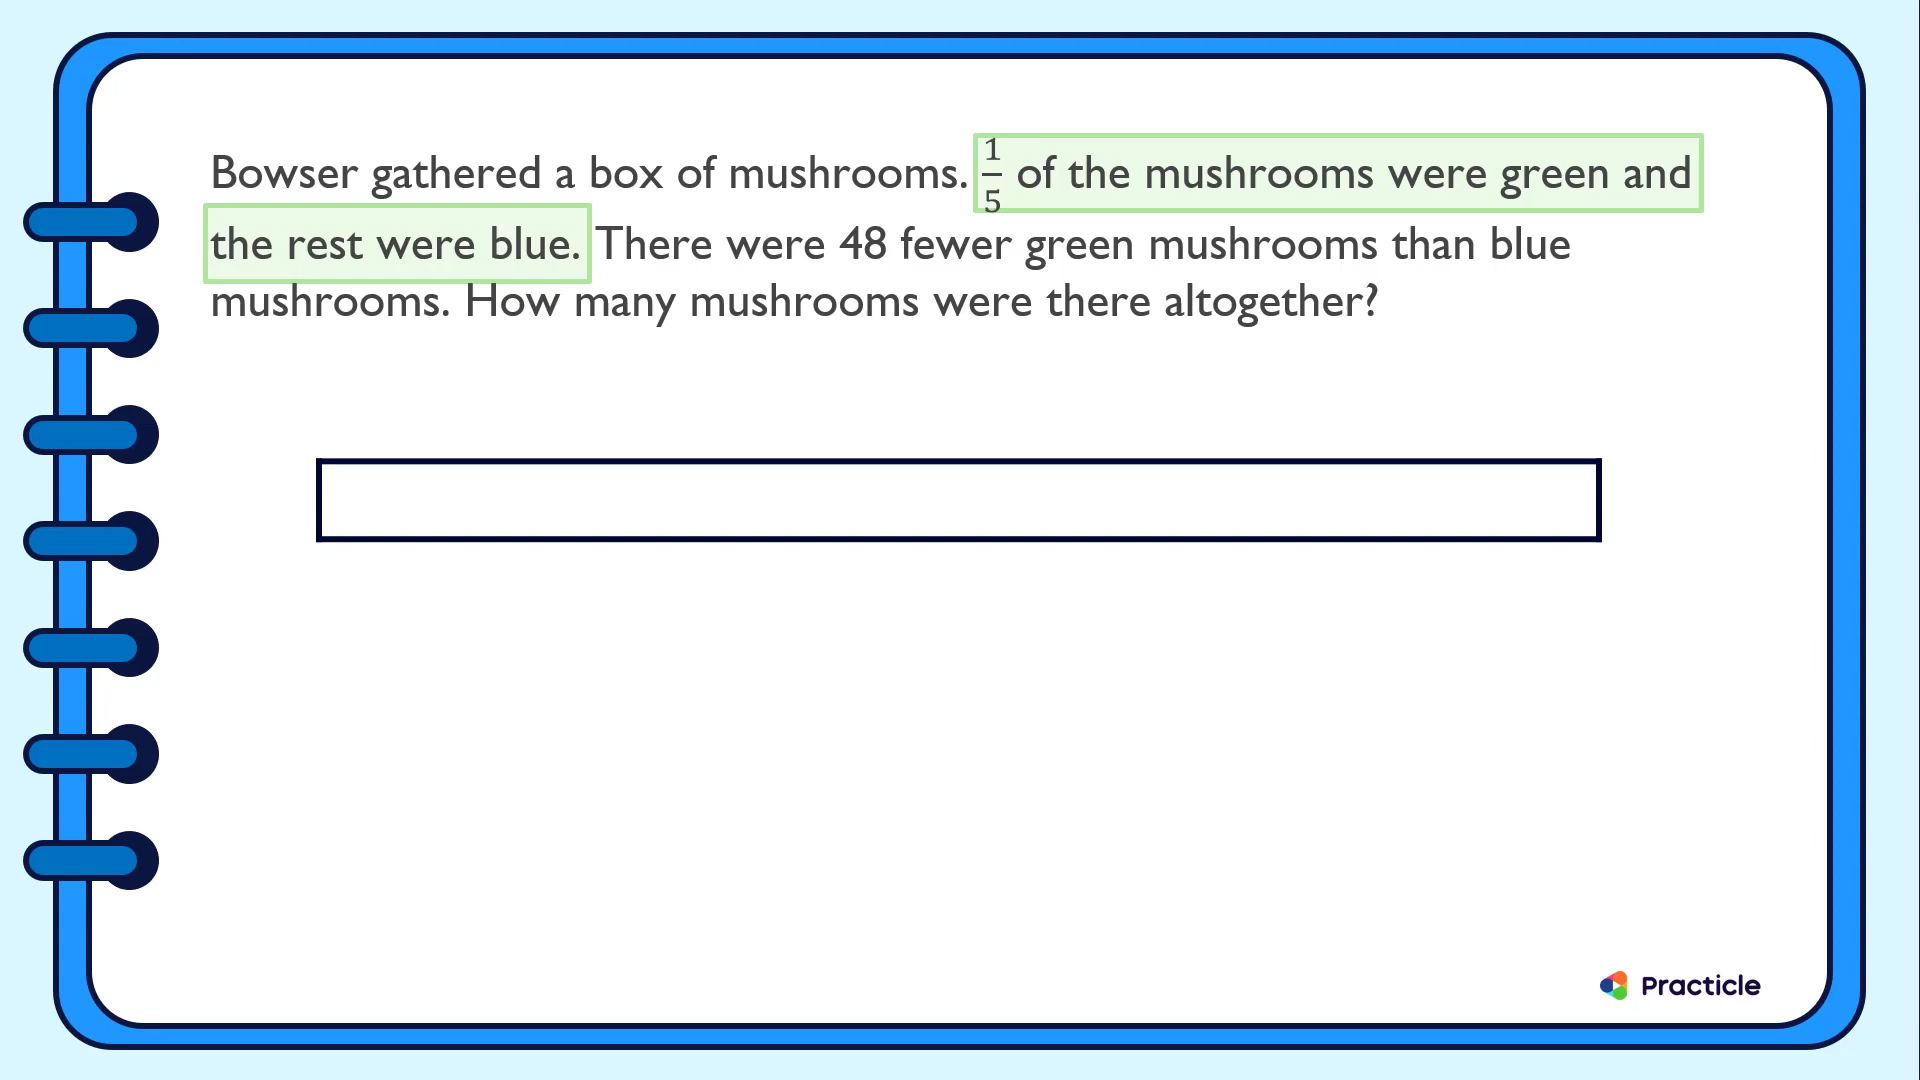 Bowser gathered a box of mushrooms. 1/5 of the mushrooms were green and
the rest were blue. There were 48 fewer green mushrooms than blue
mushrooms. How many mushrooms were there altogether?
Practicle